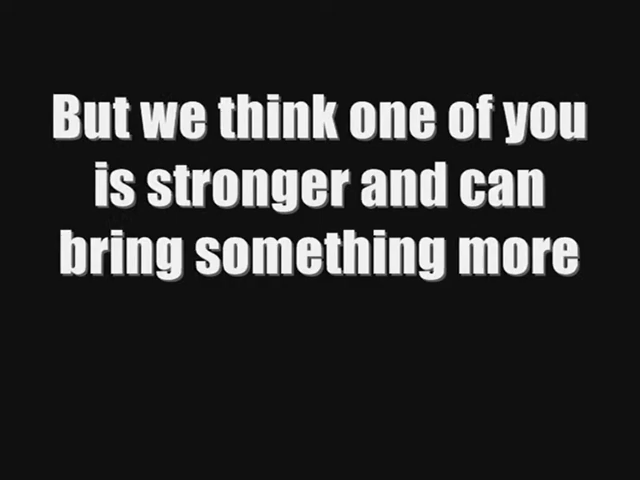 But we think one of you
is stronger and can
bring something more